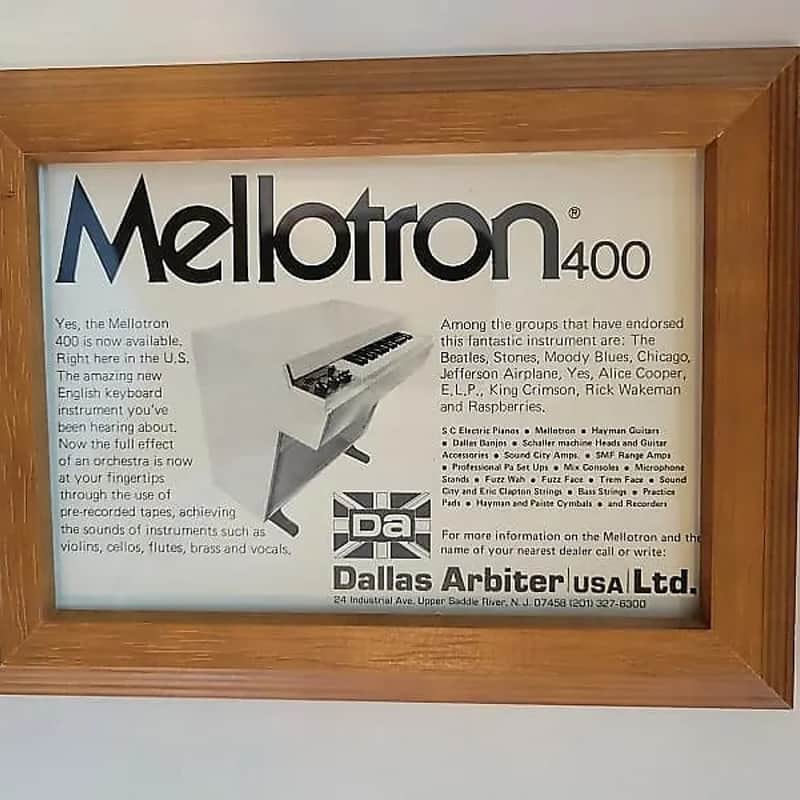 Mellotron® 400
Yes, the Mellotron
400 is now available.
Right here in the U.S.
The amazing new
English keyboard
instrument you've
been hearing about.
Now the full effect
of an orchestra is now
at your fingertips
through the use of
pre-recorded tapes, achieving
the sounds of instruments such as
violins, cellos, flutes, brass and vocals.
Among the groups that have endorsed
this fantastic instrument are: The
Beatles, Stones, Moody Blues, Chicago,
Jefferson Airplane, Yes, Alice Cooper,
E.L.P., King Crimson, Rick Wakeman
and Raspberries.
S C Electric Pianos • Mellotron • Hayman Guitars
• Dallas Banjos • Schaller machine Heads and Guitar
Accessories • Sound City Amps. • SMF Range Amps
• Professional Pa Set Ups • Mix Consoles • Microphone
Stands • Fuzz Wah • Fuzz Face • Trem Face • Sound
City and Eric Clapton Strings • Bass Strings • Practice
Pads • Hayman and Paiste Cymbals • and Recorders
Da
For more information on the Mellotron and the
name of your nearest dealer call or write:
Dallas Arbiter|USA|Ltd.
24 Industrial Ave. Upper Saddle River, N. J. 07458 (201) 327-6300